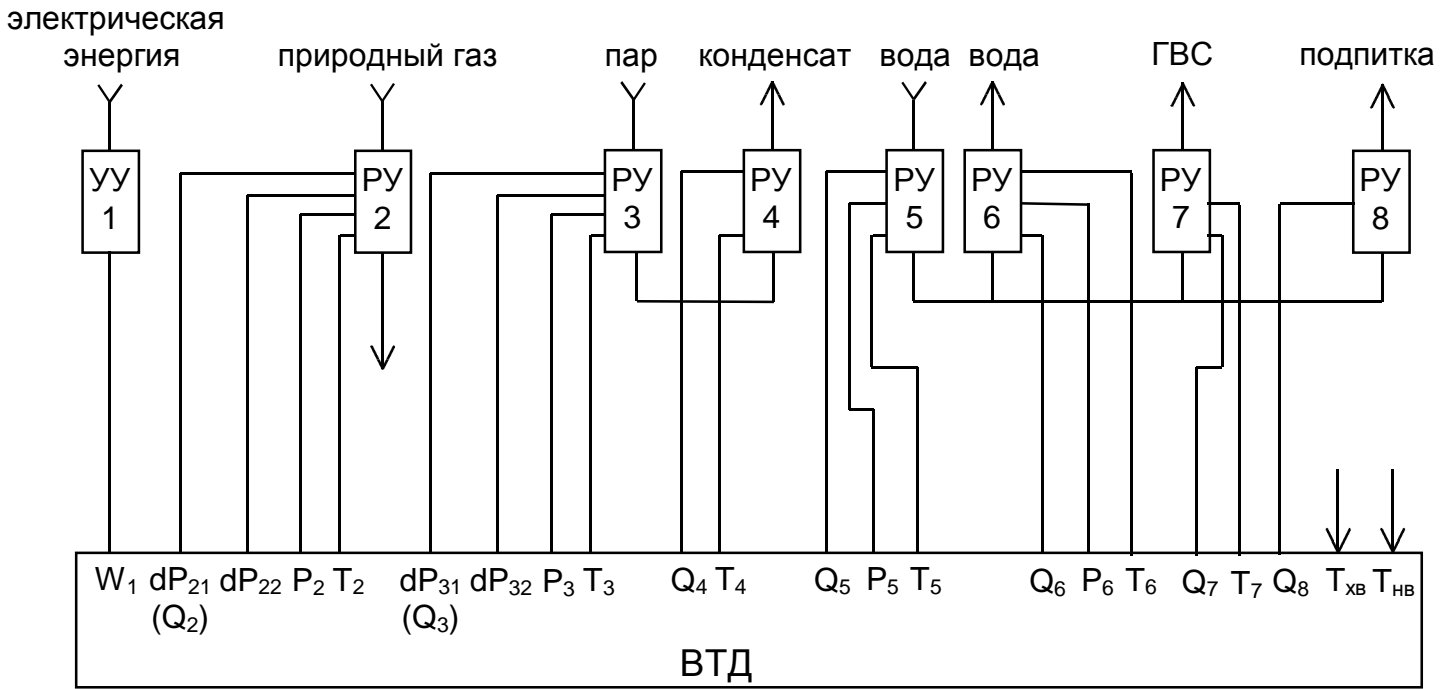 электрическая
энергия природный газ пар конденсат вода вода ГВС подпитка
УУ РУ РУ РУ РУ РУ РУ РУ
1 2 3 4 5 6 7 8
W₁ dP₂₁ dP₂₂ P₂ T₂ dP₃₁ dP₃₂ P₃ T₃ Q₄ T₄ Q₅ P₅ T₅ Q₆ P₆ T₆ Q₇ T₇ Q₈ Tхв Tнв
(Q₂) (Q₃)
ВТД